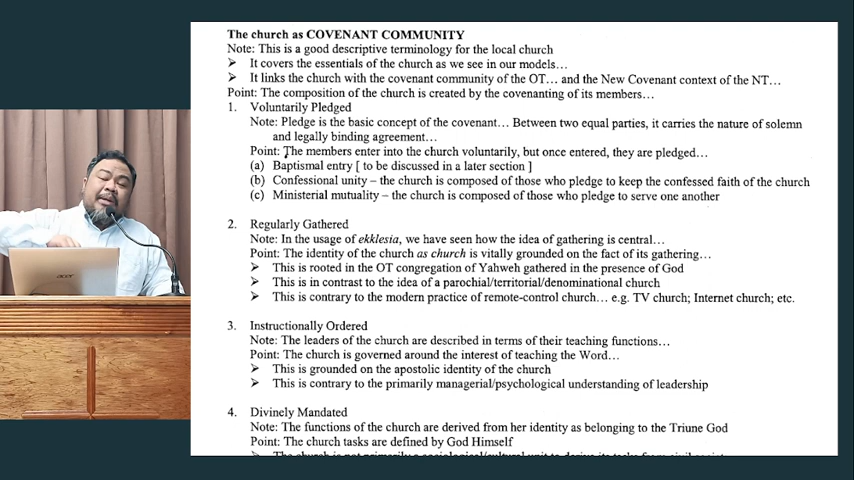 The church as COVENANT COMMUNITY
Note: This is a good descriptive terminology for the local church
➢ It covers the essentials of the church as we see in our models…
➢ It links the church with the covenant community of the OT… and the New Covenant context of the NT…
Point: The composition of the church is created by the covenanting of its members…
1. Voluntarily Pledged
Note: Pledge is the basic concept of the covenant… Between two equal parties, it carries the nature of solemn
and legally binding agreement…
Point: The members enter into the church voluntarily, but once entered, they are pledged…
(a) Baptismal entry [ to be discussed in a later section ]
(b) Confessional unity – the church is composed of those who pledge to keep the confessed faith of the church
(c) Ministerial mutuality – the church is composed of those who pledge to serve one another
2. Regularly Gathered
Note: In the usage of ekklesia, we have seen how the idea of gathering is central…
Point: The identity of the church as church is vitally grounded on the fact of its gathering…
➢ This is rooted in the OT congregation of Yahweh gathered in the presence of God
➢ This is in contrast to the idea of a parochial/territorial/denominational church
➢ This is contrary to the modern practice of remote-control church… e.g. TV church; Internet church; etc.
3. Instructionally Ordered
Note: The leaders of the church are described in terms of their teaching functions…
Point: The church is governed around the interest of teaching the Word…
➢ This is grounded on the apostolic identity of the church
➢ This is contrary to the primarily managerial/psychological understanding of leadership
4. Divinely Mandated
Note: The functions of the church are derived from her identity as belonging to the Triune God
Point: The church tasks are defined by God Himself
acer